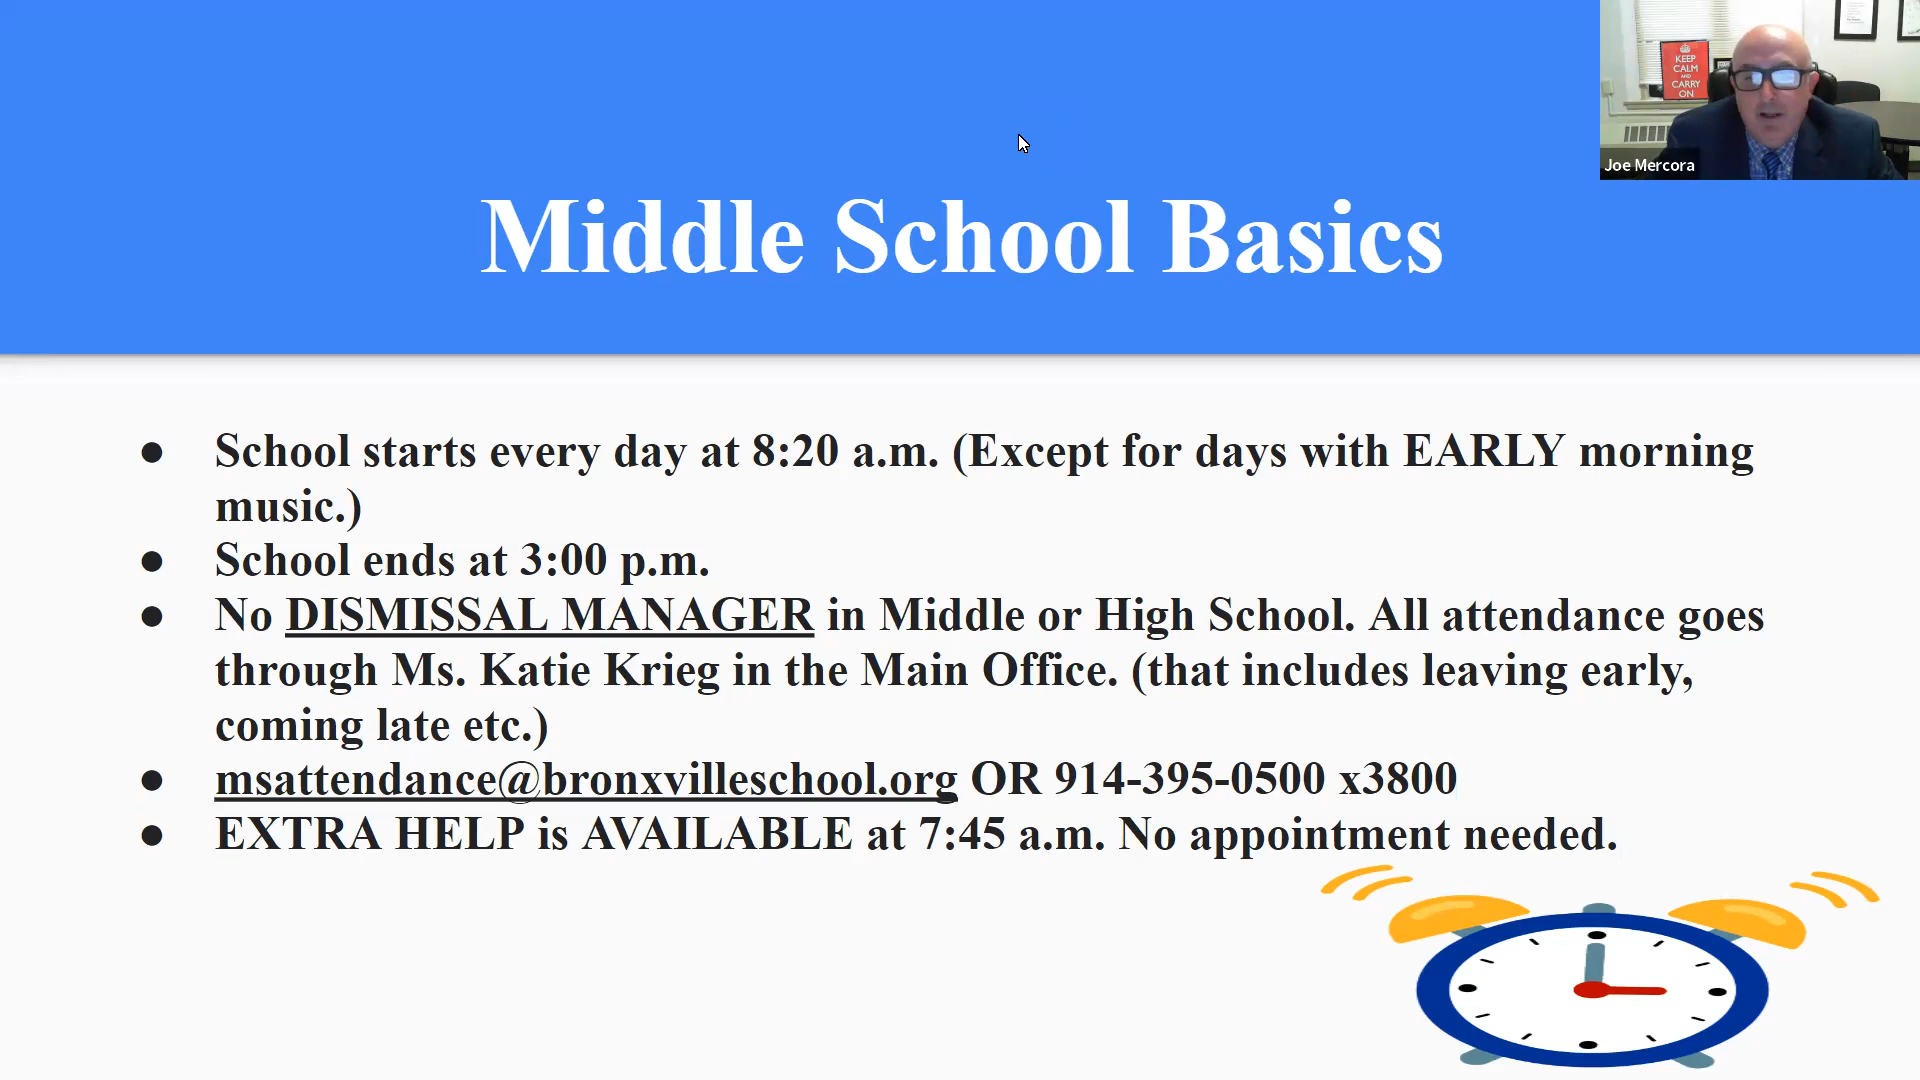 KEEP
CALM
AND
CARRY
ON
Joe Mercora
Middle School Basics
● School starts every day at 8:20 a.m. (Except for days with EARLY morning
music.)
● School ends at 3:00 p.m.
● No DISMISSAL MANAGER in Middle or High School. All attendance goes
through Ms. Katie Krieg in the Main Office. (that includes leaving early,
coming late etc.)
● msattendance@bronxvilleschool.org OR 914-395-0500 x3800
● EXTRA HELP is AVAILABLE at 7:45 a.m. No appointment needed.